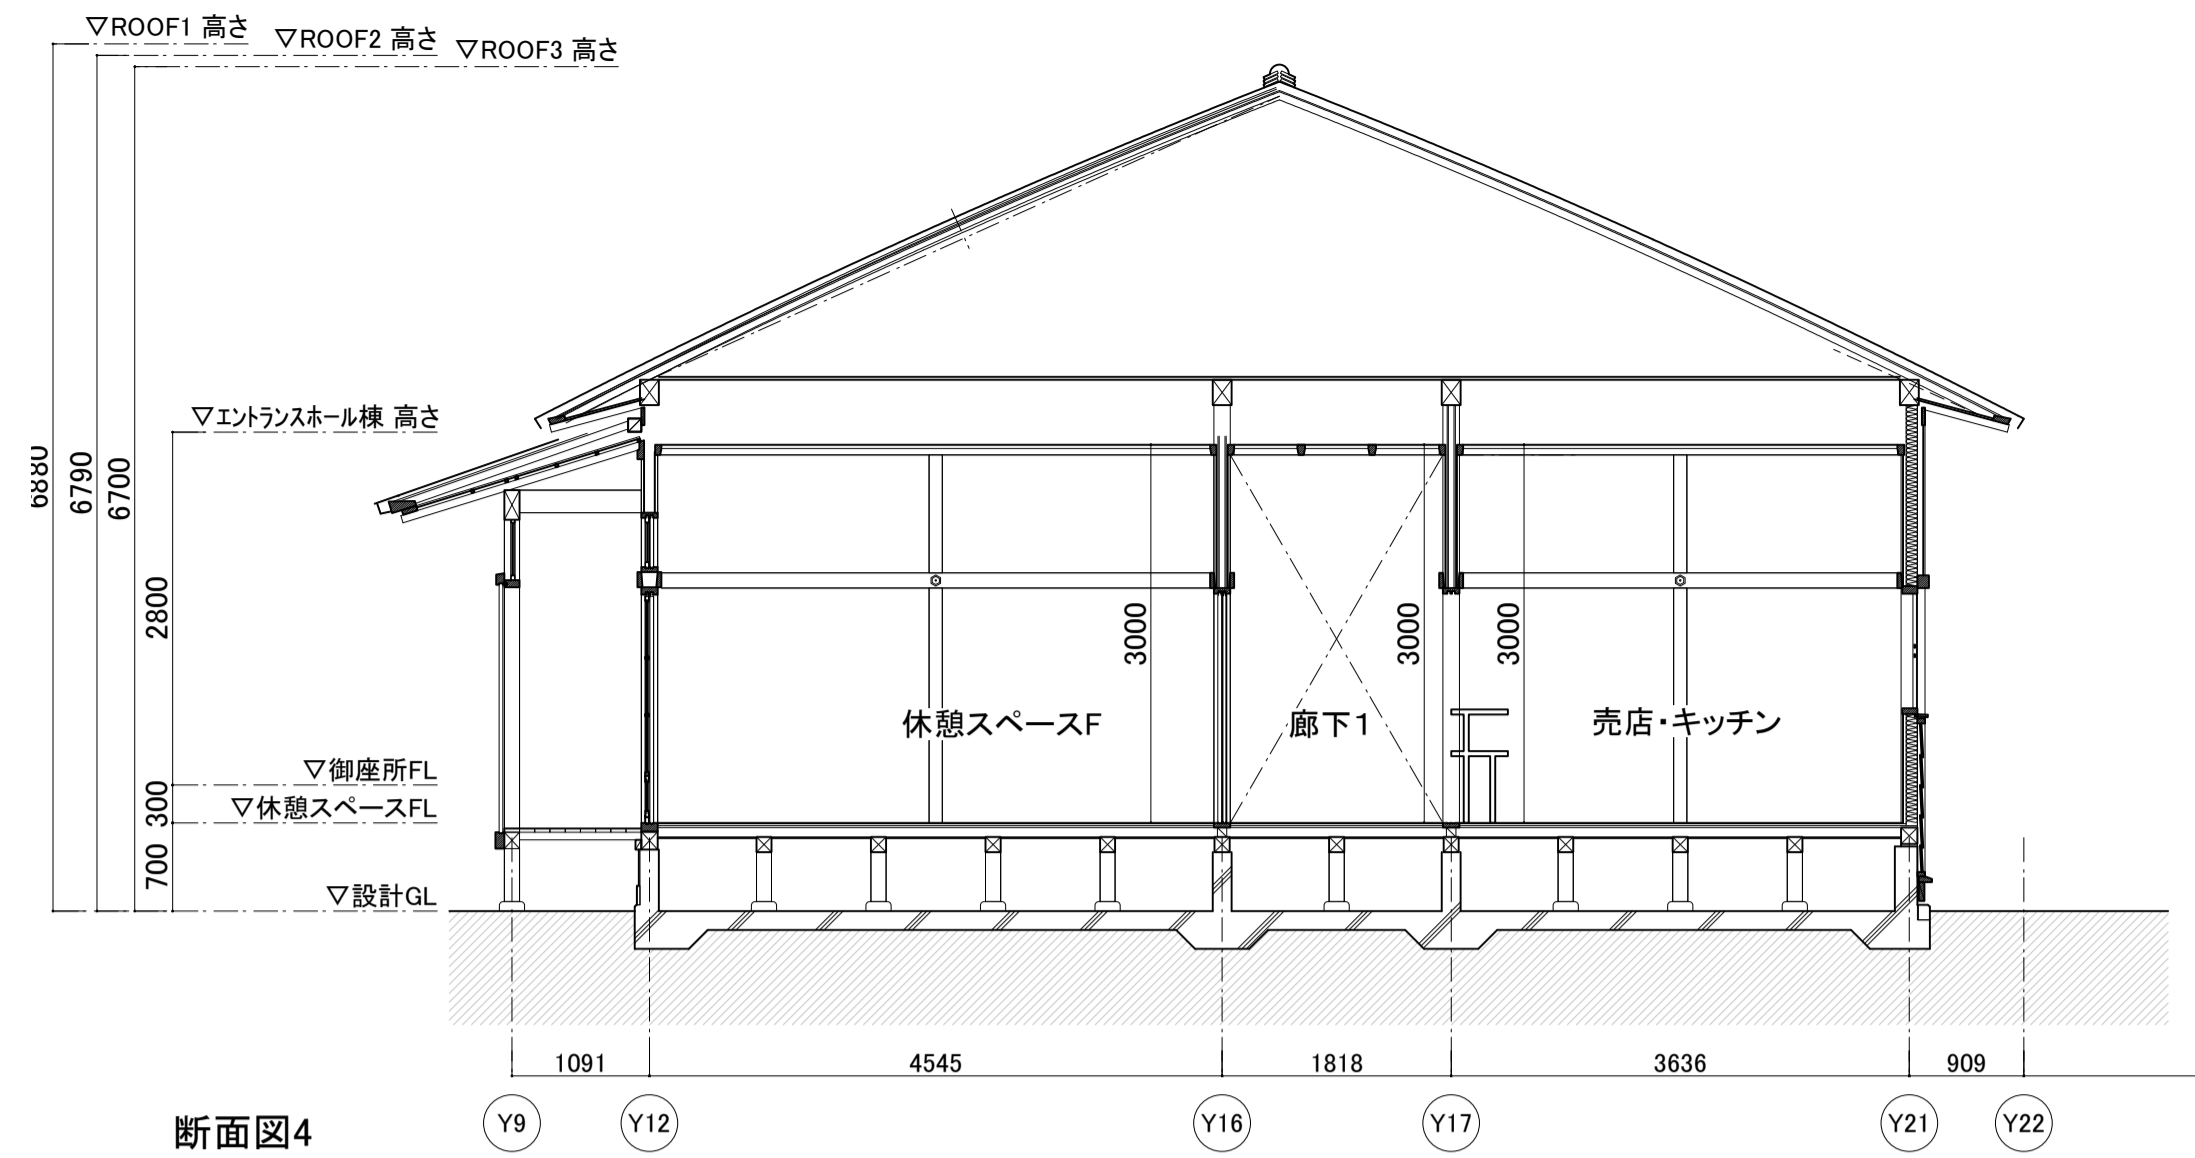 ▽ROOF1 高さ
▽ROOF2 高さ
▽ROOF3 高さ
▽エントランスホール棟 高さ
6880
6790
6700
2800
3000
3000
3000
休憩スペースF
廊下1
売店・キッチン
▽御座所FL
300
▽休憩スペースFL
700
▽設計GL
1091
4545
1818
3636
909
Y9
Y12
Y16
Y17
Y21
Y22
断面図4